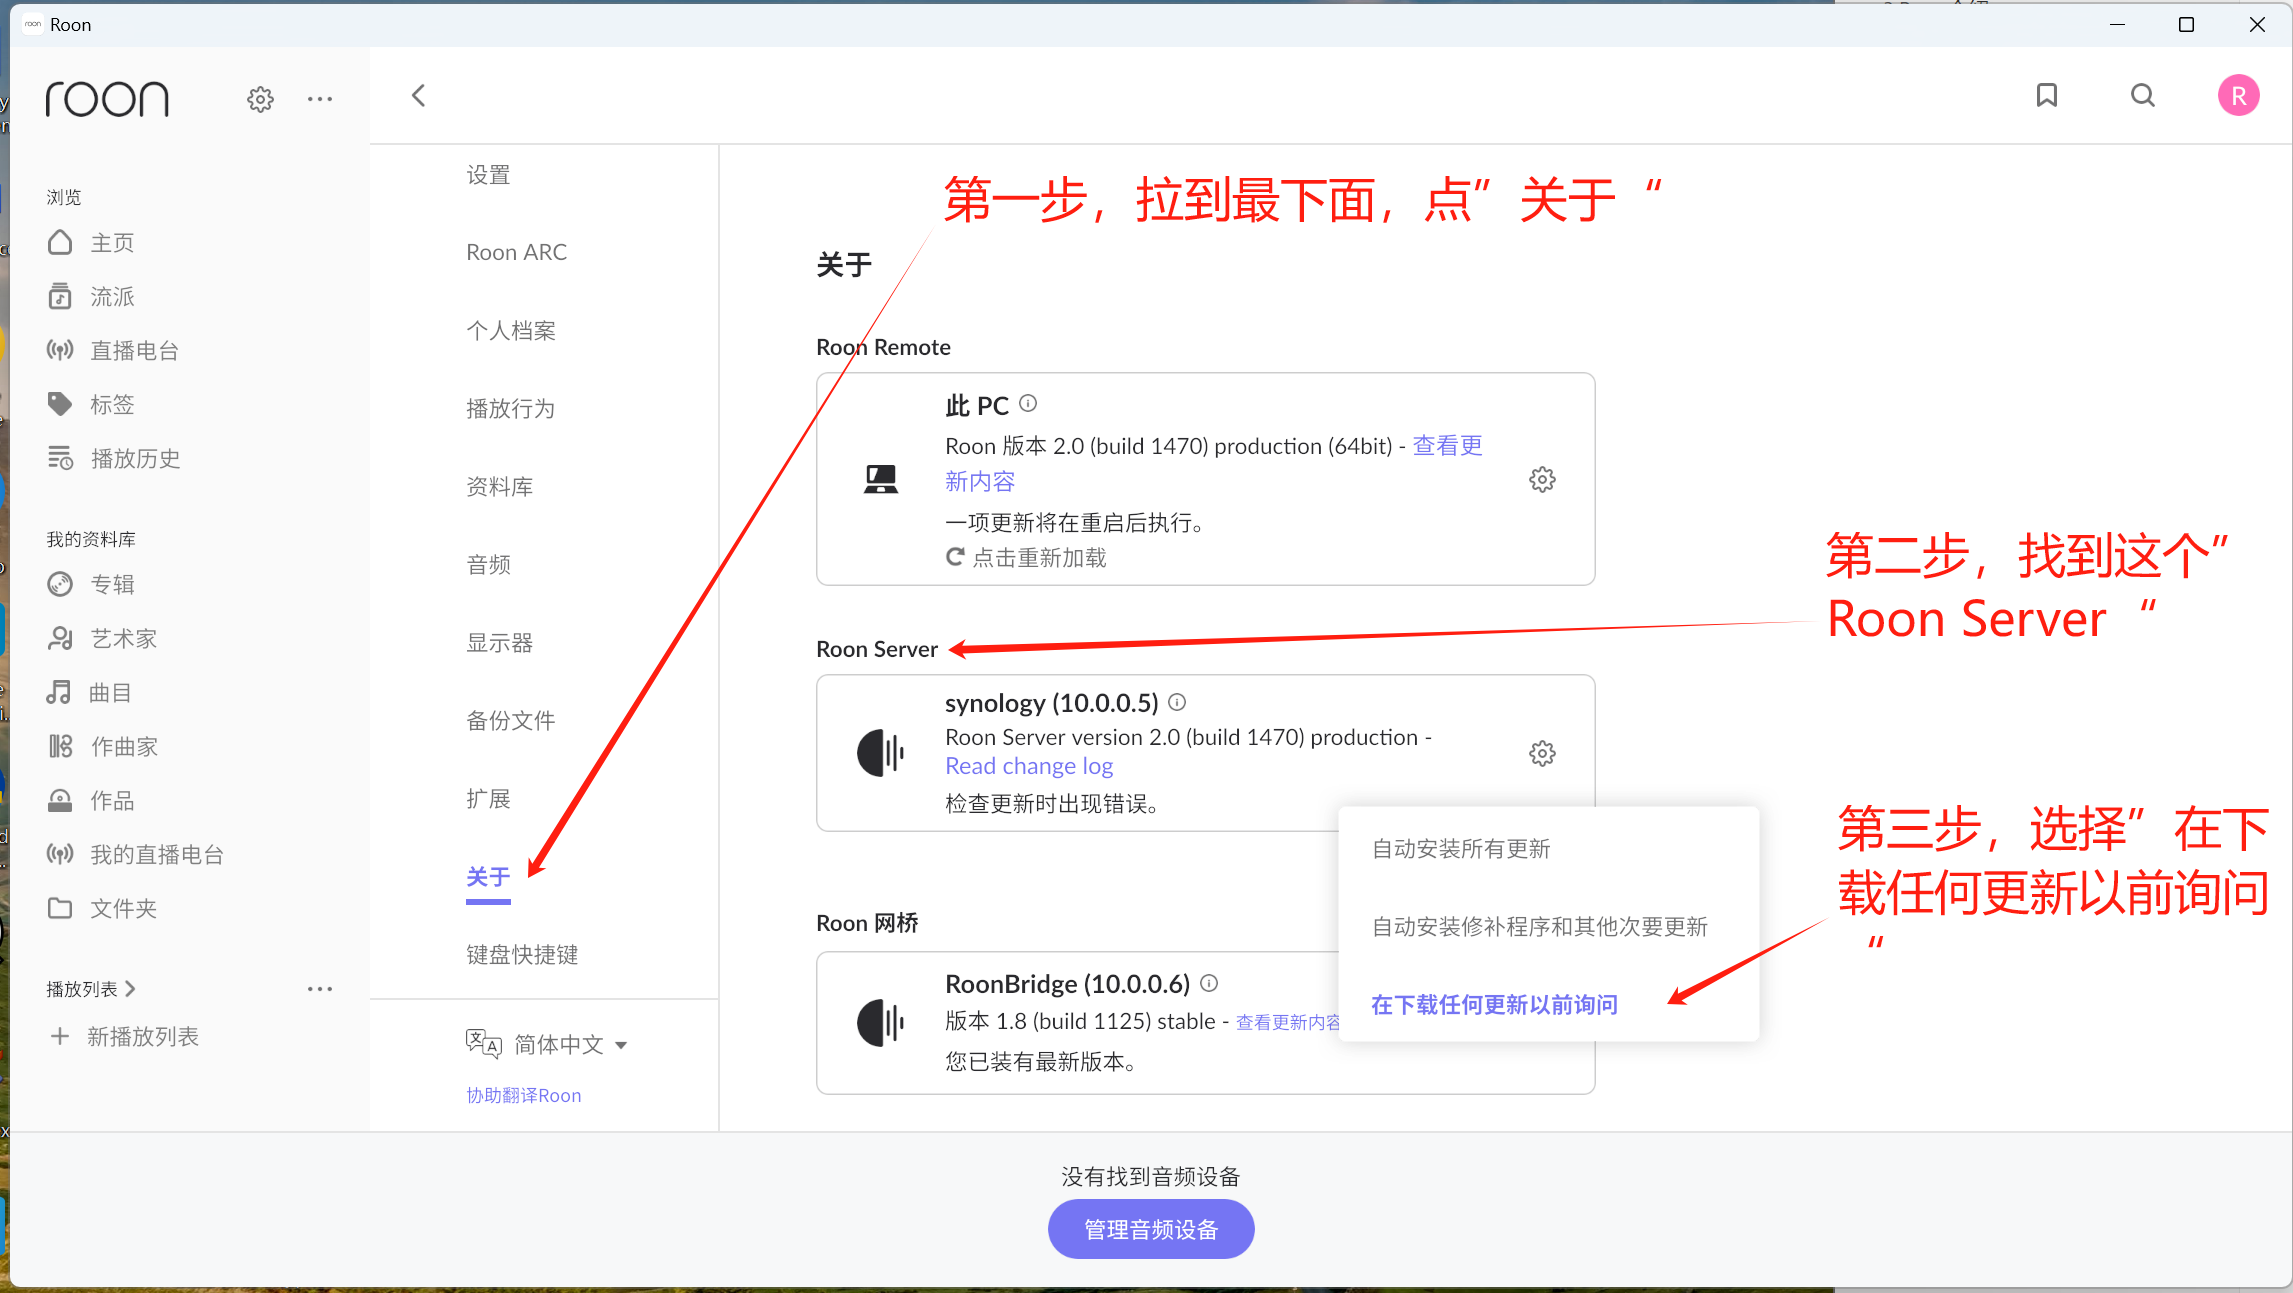 Roon
roon
浏览
主页
流派
直播电台
标签
播放历史
我的资料库
专辑
艺术家
曲目
作曲家
作品
我的直播电台
文件夹
播放列表
新播放列表
设置
Roon ARC
个人档案
播放行为
资料库
音频
显示器
备份文件
扩展
关于
键盘快捷键
简体中文
协助翻译Roon
R
第一步，拉到最下面，点”关于“
关于
Roon Remote
此 PC
Roon 版本 2.0 (build 1470) production (64bit) - 查看更
新内容
一项更新将在重启后执行。
点击重新加载
第二步，找到这个”
Roon Server “
Roon Server
synology (10.0.0.5)
Roon Server version 2.0 (build 1470) production -
Read change log
检查更新时出现错误。
自动安装所有更新
自动安装修补程序和其他次要更新
在下载任何更新以前询问
第三步，选择”在下
载任何更新以前询问
“
Roon 网桥
RoonBridge (10.0.0.6)
版本 1.8 (build 1125) stable - 查看更新内容
您已装有最新版本。
没有找到音频设备
管理音频设备